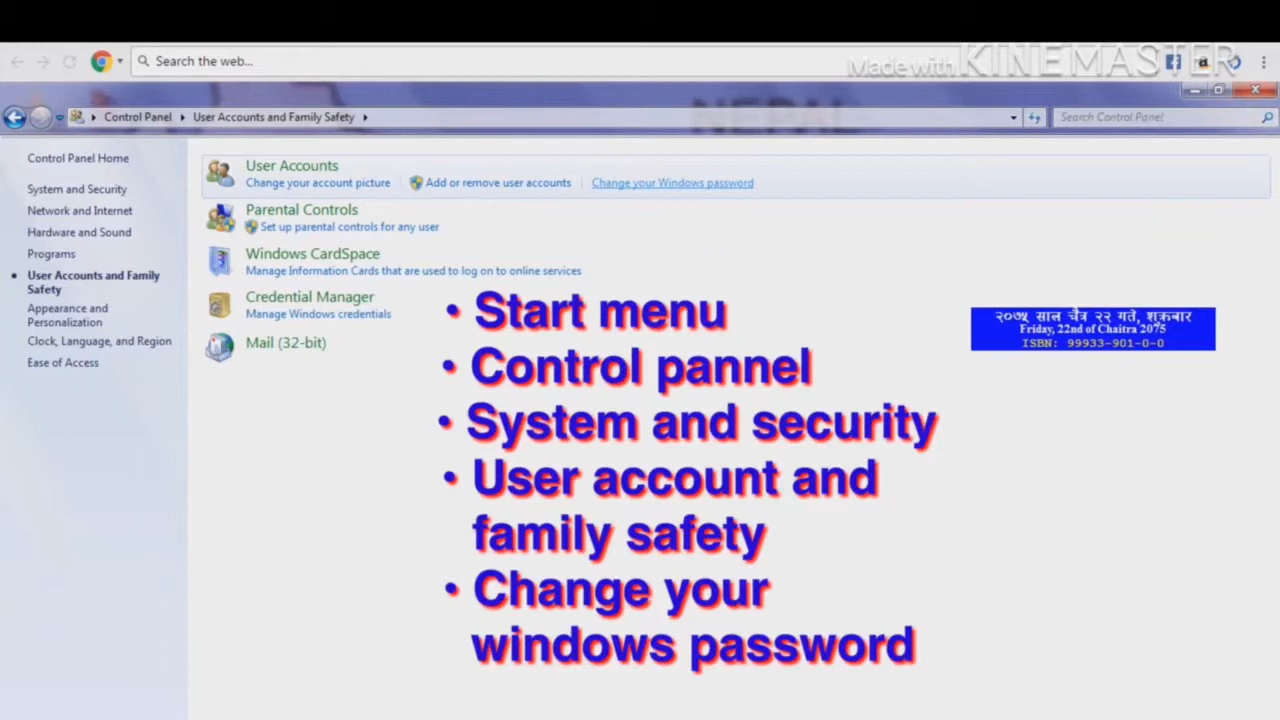 Search the web...
Made with KINEMASTER
NEPAL
Control Panel
User Accounts and Family Safety
Search Control Panel
Control Panel Home
System and Security
Network and Internet
Hardware and Sound
Programs
User Accounts and Family
Safety
Appearance and
Personalization
Clock, Language, and Region
Ease of Access
User Accounts
Change your account picture
Add or remove user accounts
Change your Windows password
Parental Controls
Set up parental controls for any user
Windows CardSpace
Manage Information Cards that are used to log on to online services
Credential Manager
Manage Windows credentials
Mail (32-bit)
• Start menu
• Control pannel
• System and security
• User account and
family safety
• Change your
windows password
२०७५ साल चैत्र २२ गते, शुक्रबार
Friday, 22nd of Chaitra 2075
ISBN: 99933-901-0-0